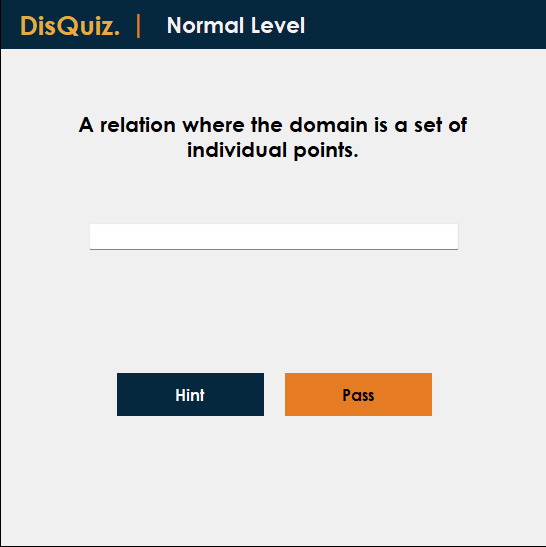 DisQuiz. | Normal Level
A relation where the domain is a set of
individual points.
Hint
Pass